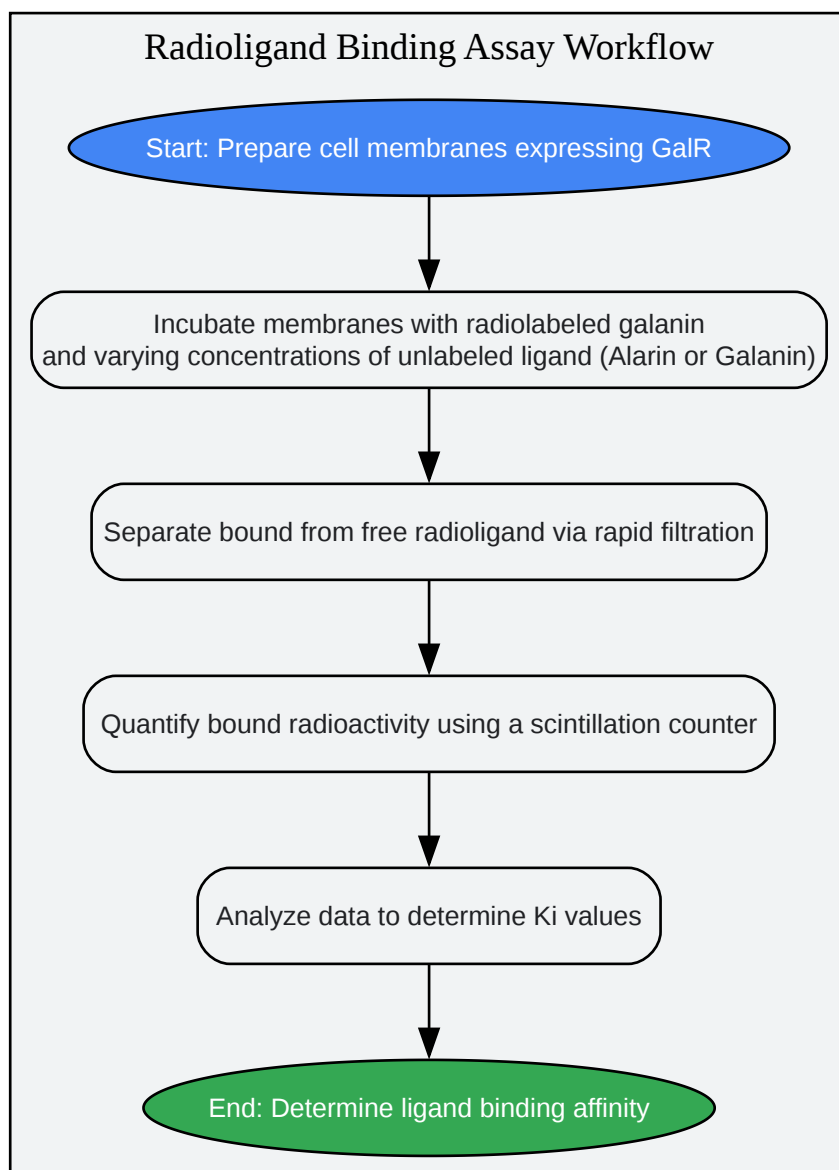 Radioligand Binding Assay Workflow
Start: Prepare cell membranes expressing GalR
Incubate membranes with radiolabeled galanin
and varying concentrations of unlabeled ligand (Alarin or Galanin)
Separate bound from free radioligand via rapid filtration
Quantify bound radioactivity using a scintillation counter
Analyze data to determine Ki values
End: Determine ligand binding affinity